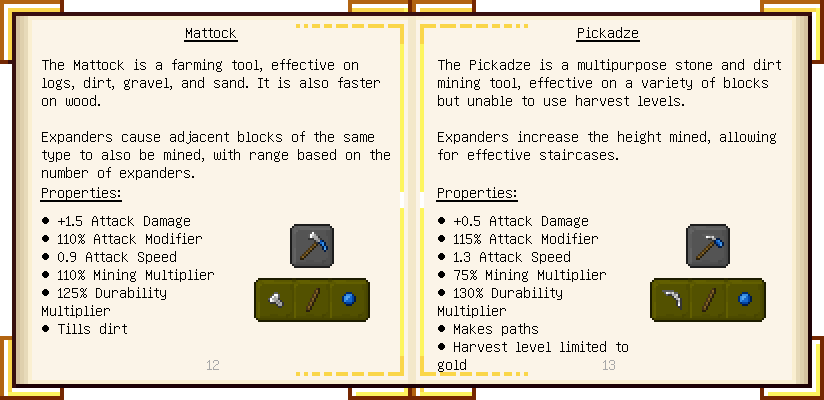 Mattock
The Mattock is a farming tool, effective on
logs, dirt, gravel, and sand. It is also faster
on wood.
Expanders cause adjacent blocks of the same
type to also be mined, with range based on the
number of expanders.
Properties:
● +1.5 Attack Damage
● 110% Attack Modifier
● 0.9 Attack Speed
● 110% Mining Multiplier
● 125% Durability
Multiplier
● Tills dirt
12
Pickadze
The Pickadze is a multipurpose stone and dirt
mining tool, effective on a variety of blocks
but unable to use harvest levels.
Expanders increase the height mined, allowing
for effective staircases.
Properties:
● +0.5 Attack Damage
● 115% Attack Modifier
● 1.3 Attack Speed
● 75% Mining Multiplier
● 130% Durability
Multiplier
● Makes paths
● Harvest level limited to
gold
13